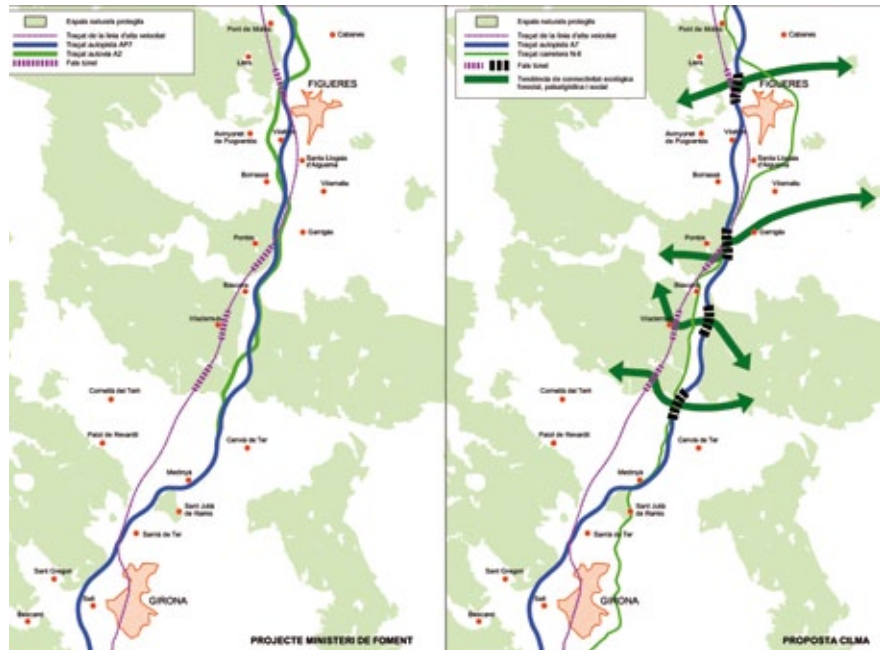 Espais naturals protegits
Traçat de la línia d'alta velocitat
Traçat autopista AP7
Traçat autovia A2
Fals túnel
Pont de Molins
Cabanes
Llers
FIGUERES
Avinyonet
de Puigventós
Vilafant
Santa Llogaia
d'Àlguema
Borrassà
Vilamalla
Garrigàs
Pontós
Bàscara
Vilademuls
Cornellà del Terri
Palol de Revardit
Cervià de Ter
Medinyà
Sant Julià
de Ramis
Sarrià de Ter
Sant Gregori
Salt
GIRONA
Bescanó
PROJECTE MINISTERI DE FOMENT
Espais naturals protegits
Traçat de la línia d'alta velocitat
Traçat autopista A7
Traçat carretera N-II
Fals túnel
Tendència de connectivitat ecològica
forestal, paisatgística i social
Pont de Molins
Cabanes
Llers
FIGUERES
Avinyonet
de Puigventós
Vilafant
Santa Llogaia
d'Àlguema
Borrassà
Vilamalla
Garrigàs
Pontós
Bàscara
Vilademuls
Cornellà del Terri
Palol de Revardit
Cervià de Ter
Medinyà
Sant Julià
de Ramis
Sarrià de Ter
Sant Gregori
Salt
GIRONA
Bescanó
PROPOSTA CILMA